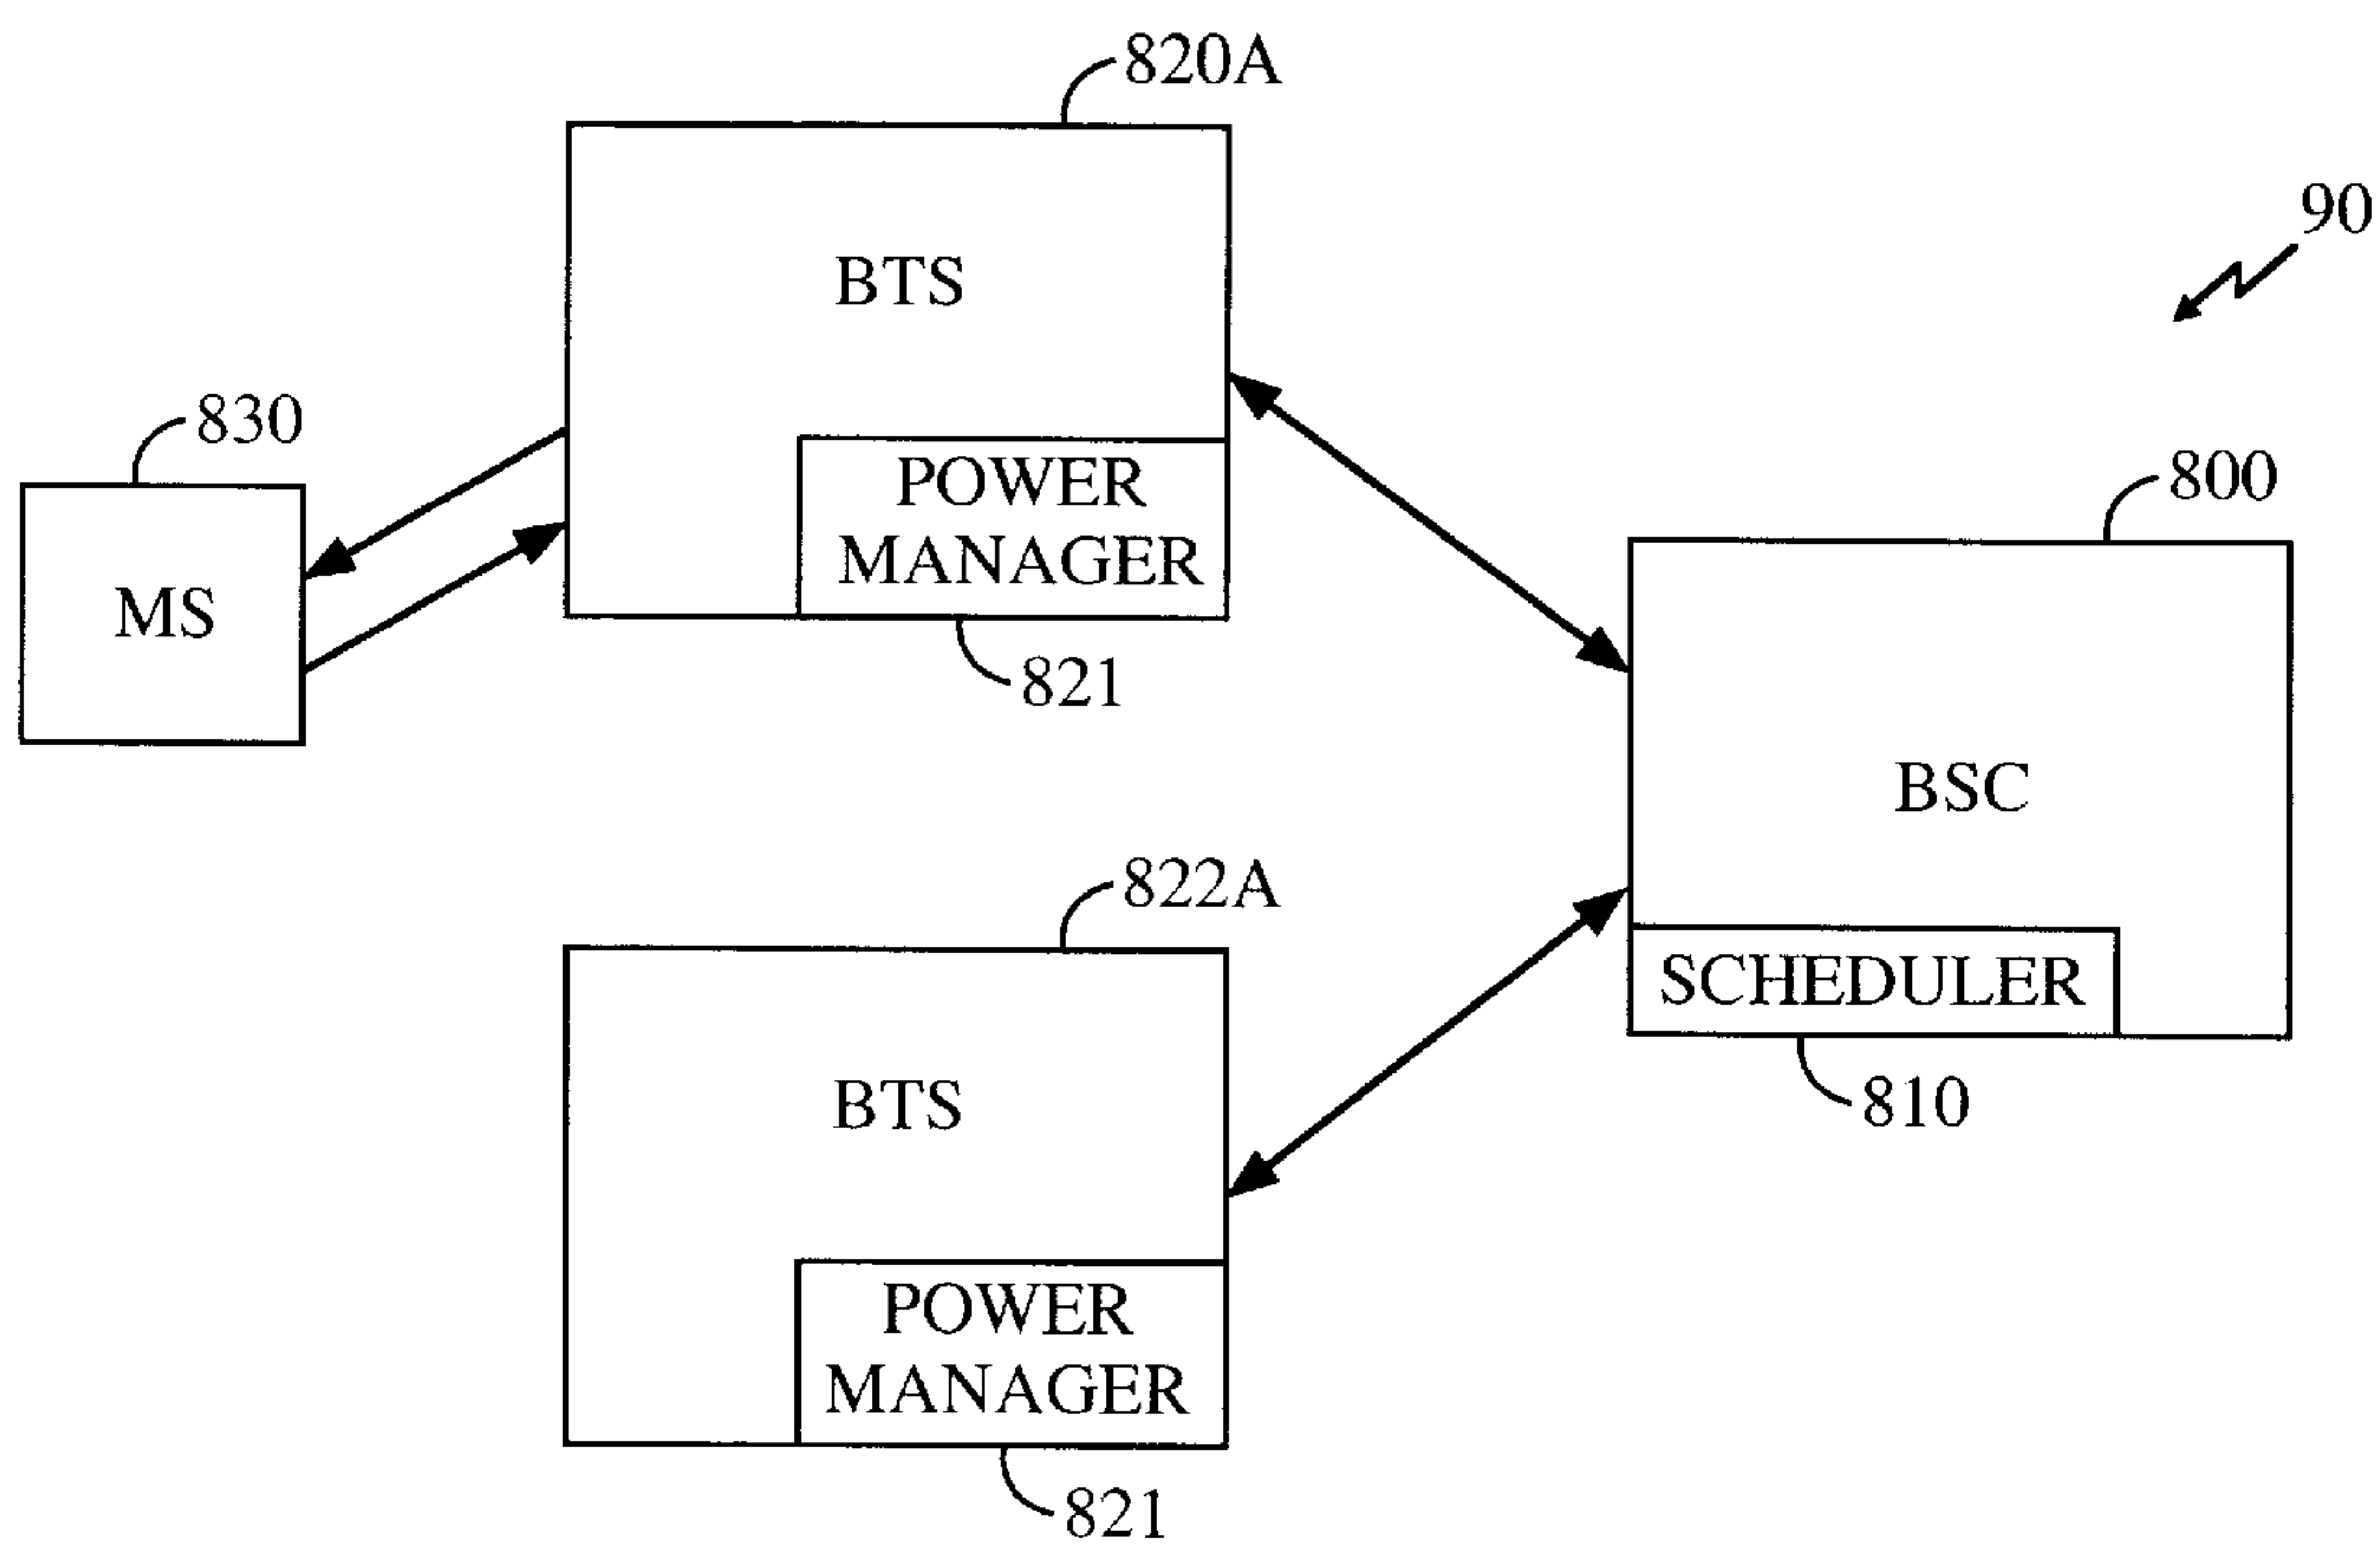 820A
90
BTS
830
POWER
MANAGER
800
MS
821
BSC
822A
SCHEDULER
BTS
810
POWER
MANAGER
821